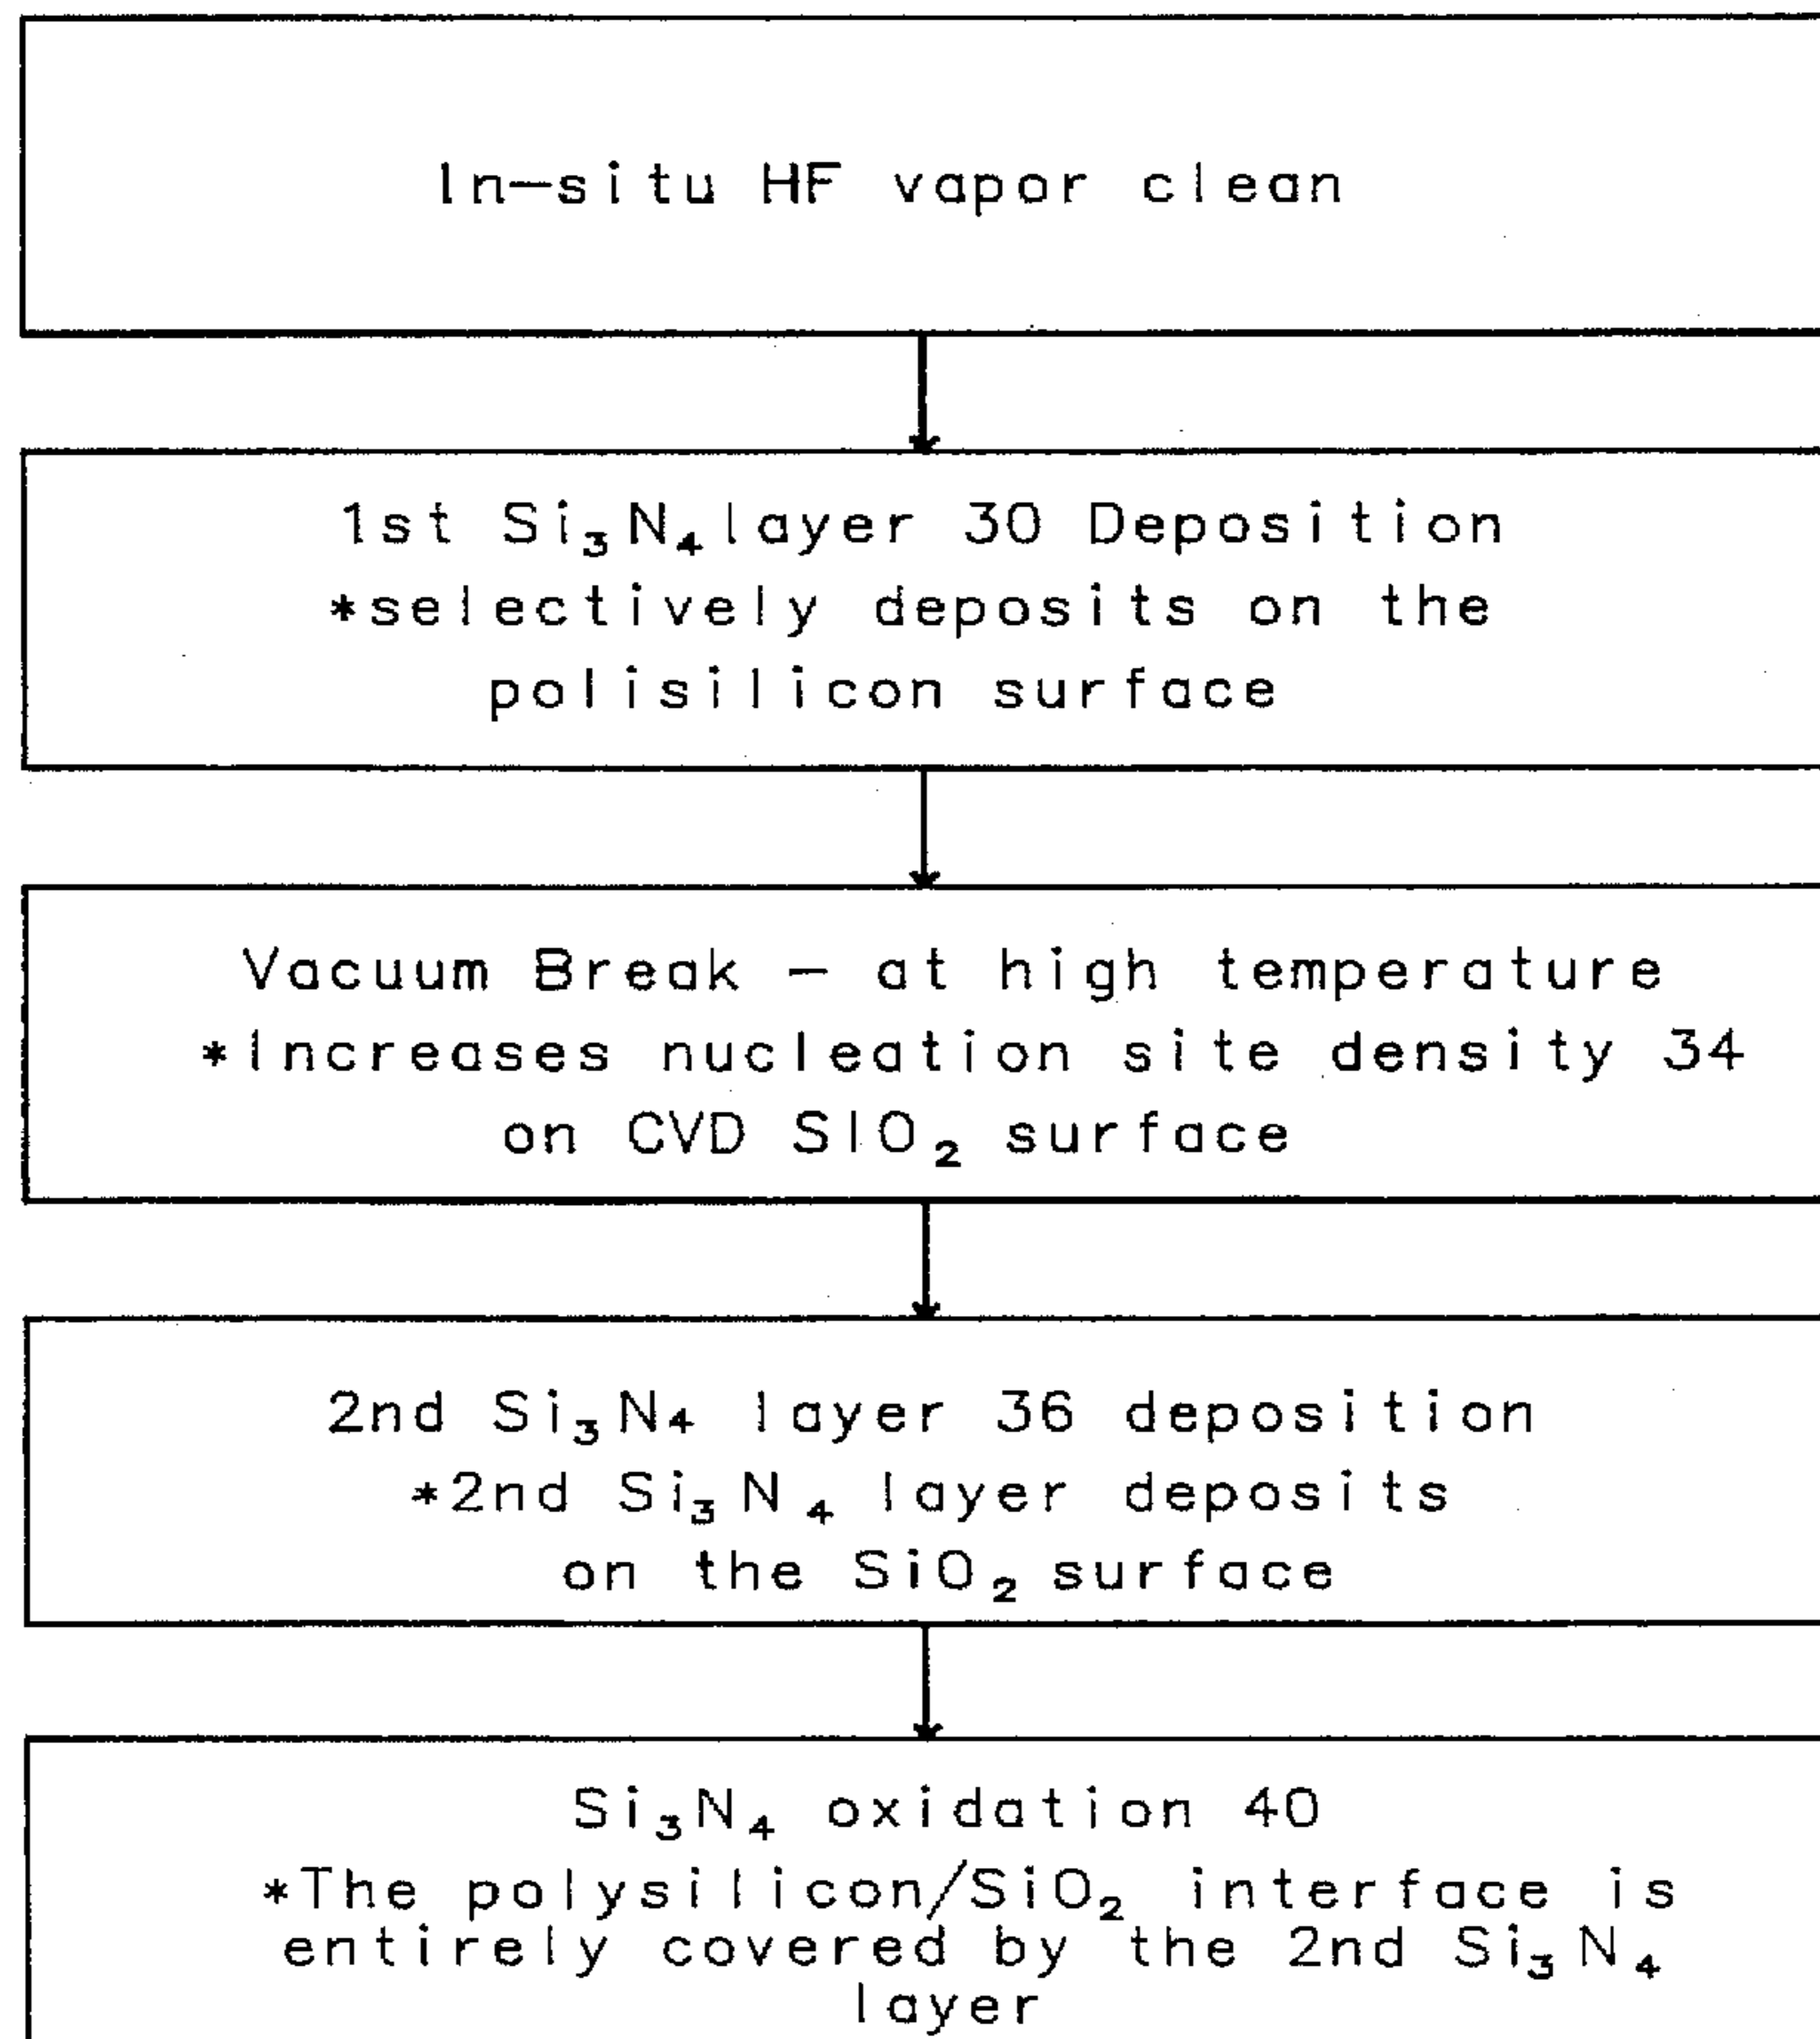 In-situ HF vapor clean
1st Si₃N₄ layer 30 Deposition
*selectively deposits on the
polisilicon surface
Vacuum Break – at high temperature
*Increases nucleation site density 34
on CVD SIO₂ surface
2nd Si₃N₄ layer 36 deposition
*2nd Si₃N₄ layer deposits
on the SiO₂ surface
Si₃N₄ oxidation 40
*The polysilicon/SiO₂ interface is
entirely covered by the 2nd Si₃N₄
layer